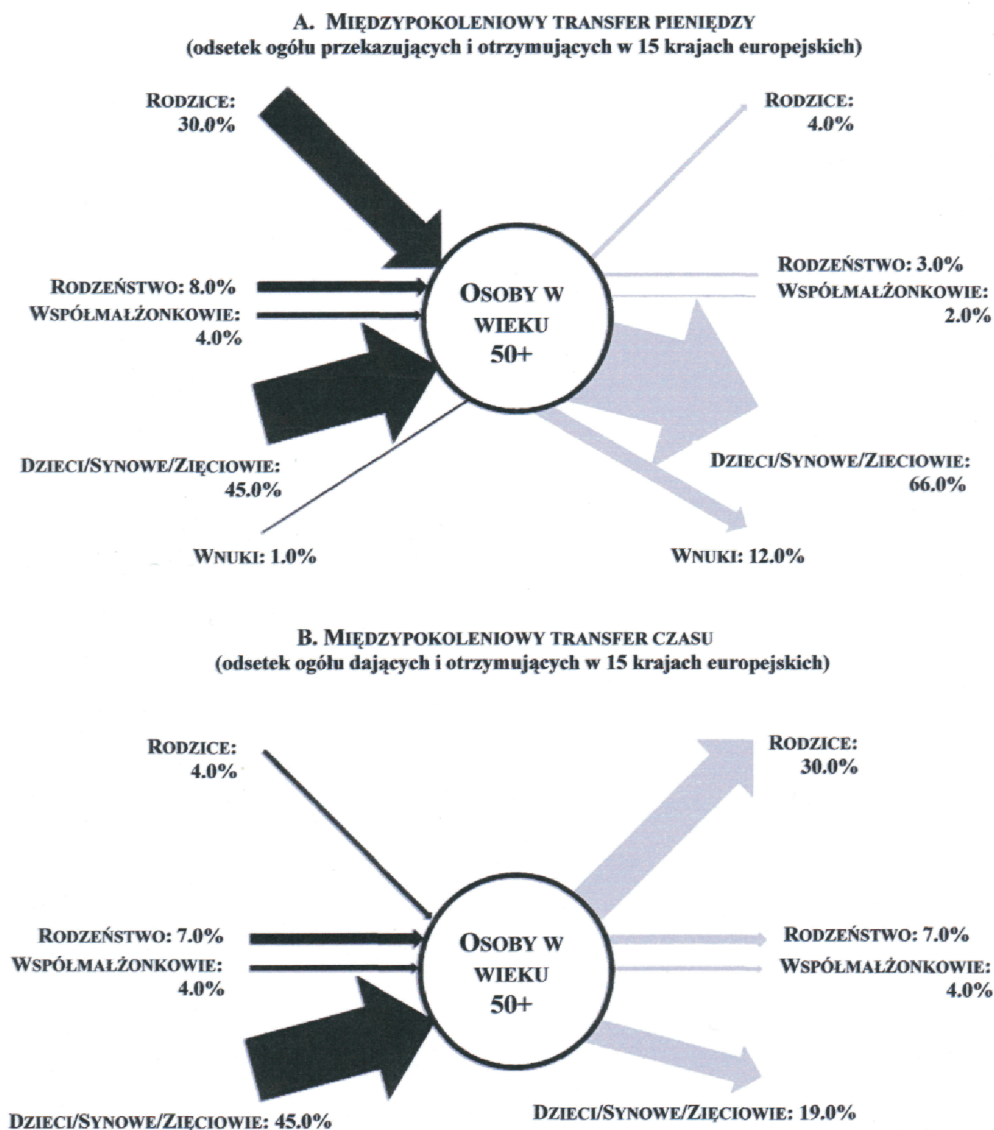 A. MIĘDZYPOKOLENIOWY TRANSFER PIENIĘDZY
(odsetek ogółu przekazujących i otrzymujących w 15 krajach europejskich)
RODZICE:
30.0%
RODZICE:
4.0%
RODZEŃSTWO: 8.0%
WSPÓŁMAŁŻONKOWIE:
4.0%
OSOBY W
WIEKU
50+
RODZEŃSTWO: 3.0%
WSPÓŁMAŁŻONKOWIE:
2.0%
DZIECI/SYNOWE/ZIĘCIOWIE:
45.0%
DZIECI/SYNOWE/ZIECIOWIE:
66.0%
WNUKI: 1.0%
WNUKI: 12.0%
B. MIĘDZYPOKOLENIOWY TRANSFER CZASU
(odsetek ogółu dających i otrzymujących w 15 krajach europejskich)
RODZICE:
4.0%
RODZICE:
30.0%
RODZEŃSTWO: 7.0%
WSPÓŁMAŁŻONKOWIE:
4.0%
OSOBY W
WIEKU
50+
RODZEŃSTWO: 7.0%
WSPÓŁMAŁŻONKOWIE:
4.0%
DZIECI/SYNOWE/ZIĘCIOWIE: 45.0%
DZIECI/SYNOWE/ZIĘCIOWIE: 19.0%